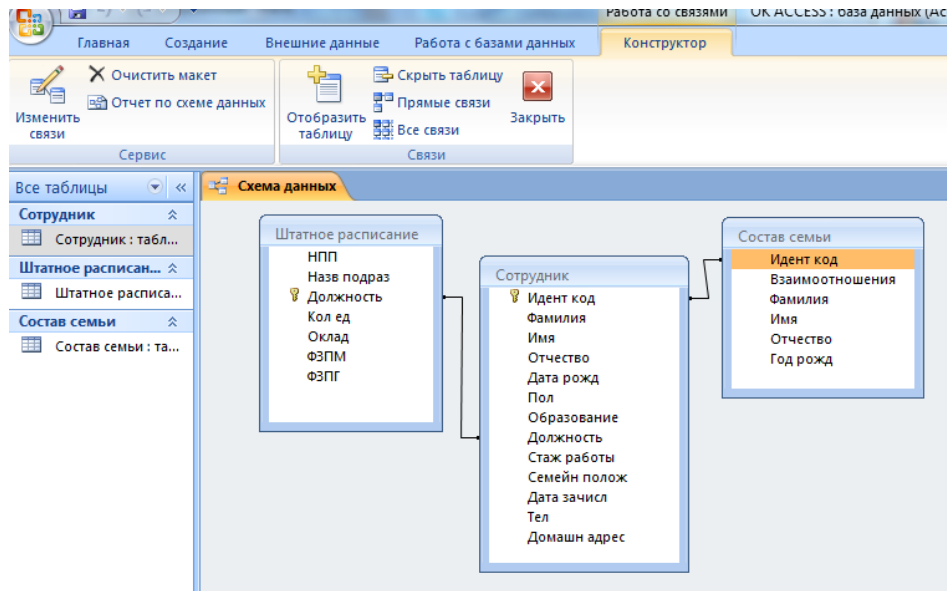 Работа со связями
OK ACCESS : база данных (Ac
Главная
Создание
Внешние данные
Работа с базами данных
Конструктор
Изменить связи
Очистить макет
Отчет по схеме данных
Сервис
Отобразить таблицу
Скрыть таблицу
Прямые связи
Все связи
Закрыть
Связи
Все таблицы
Сотрудник
Сотрудник : табл...
Штатное расписан...
Штатное расписа...
Состав семьи
Состав семьи : та...
Схема данных
Штатное расписание
НПП
Назв подраз
Должность
Кол ед
Оклад
ФЗПМ
ФЗПГ
Сотрудник
Идент код
Фамилия
Имя
Отчество
Дата рожд
Пол
Образование
Должность
Стаж работы
Семейн полож
Дата зачисл
Тел
Домашн адрес
Состав семьи
Идент код
Взаимоотношения
Фамилия
Имя
Отчество
Год рожд